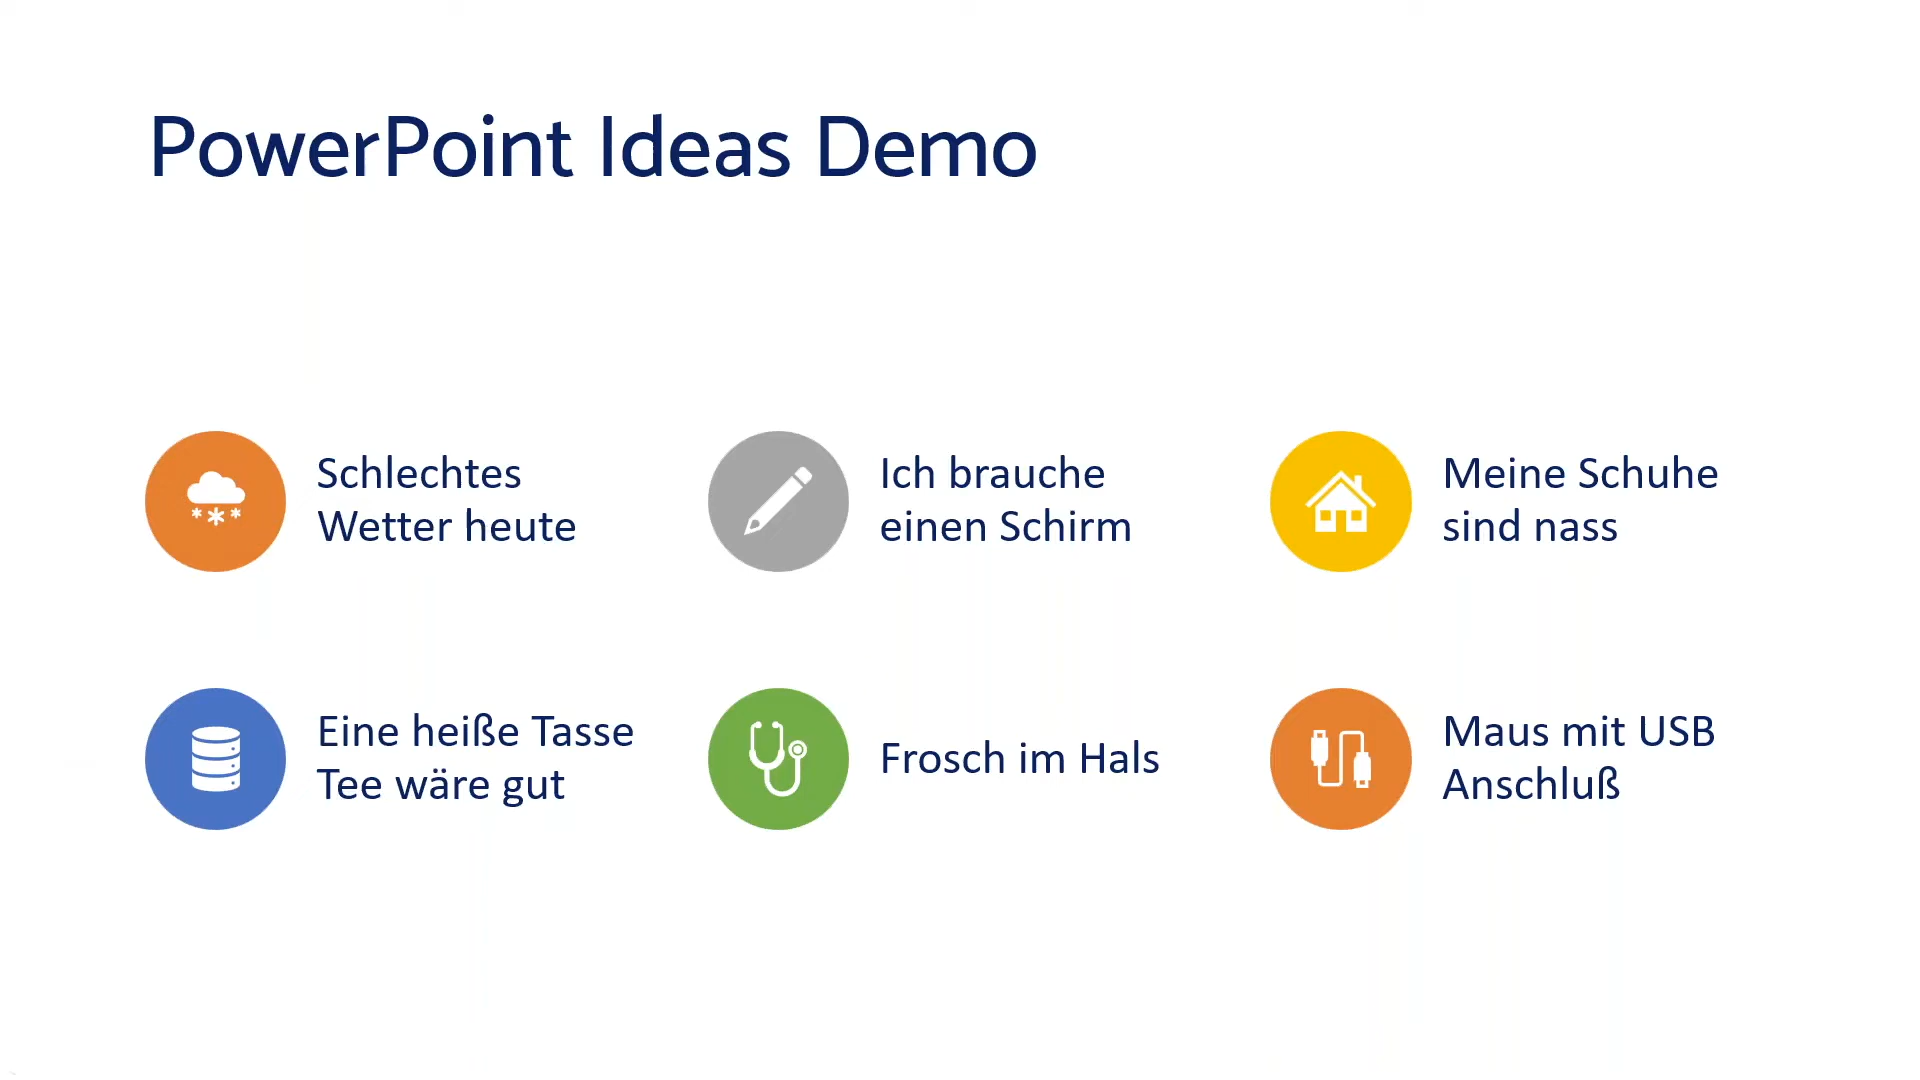 PowerPoint Ideas Demo
Schlechtes
Wetter heute
Ich brauche
einen Schirm
Meine Schuhe
sind nass
Eine heiße Tasse
Tee wäre gut
Frosch im Hals
Maus mit USB
Anschluß